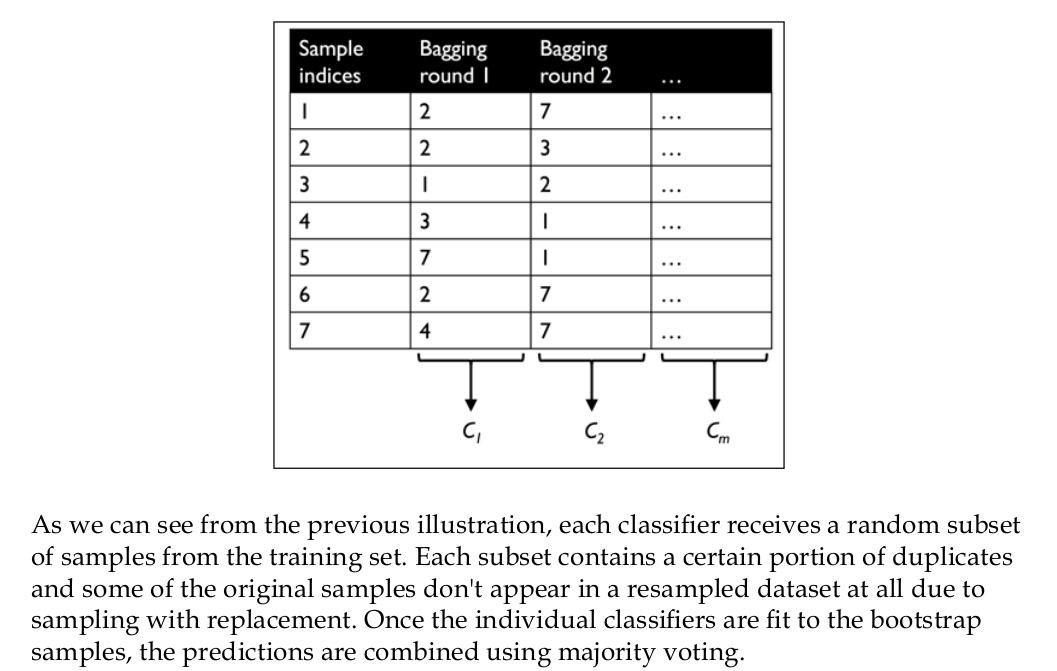 Sample indices Bagging round 1 Bagging round 2 ...
1 2 7 ...
2 2 3 ...
3 1 2 ...
4 3 1 ...
5 7 1 ...
6 2 7 ...
7 4 7 ...
C1 C2 Cm
As we can see from the previous illustration, each classifier receives a random subset
of samples from the training set. Each subset contains a certain portion of duplicates
and some of the original samples don't appear in a resampled dataset at all due to
sampling with replacement. Once the individual classifiers are fit to the bootstrap
samples, the predictions are combined using majority voting.